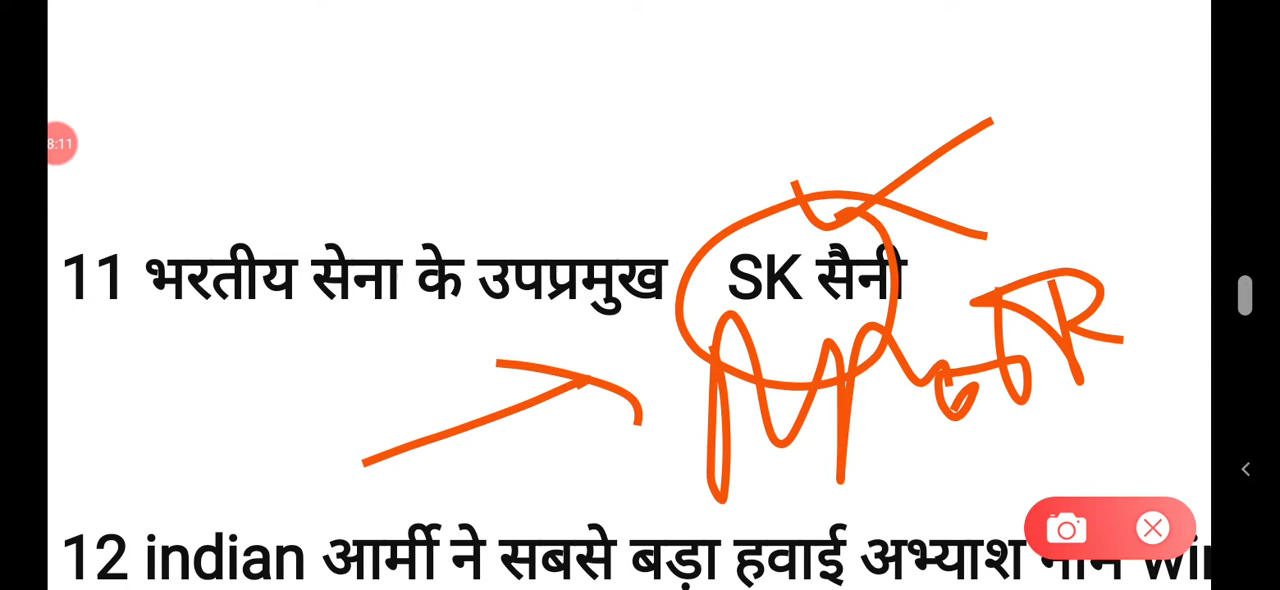 8:11
11 भरतीय सेना के उपप्रमुख SK सैनी
12 indian आर्मी ने सबसे बड़ा हवाई अभ्याश नाम